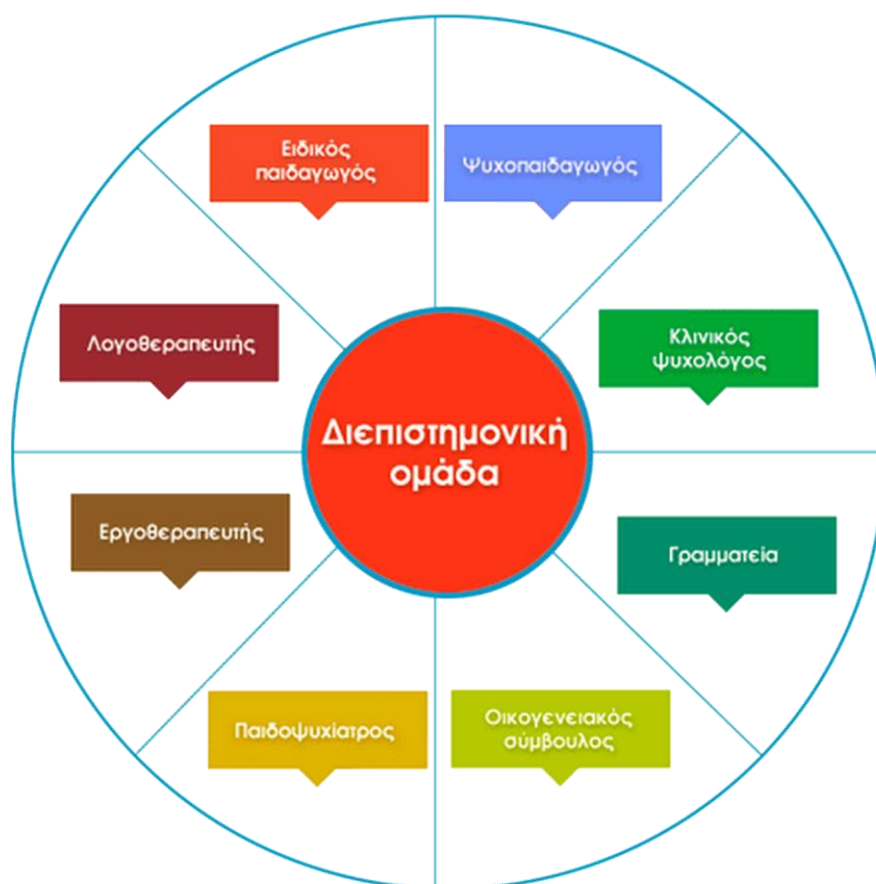 Ειδικός
παιδαγωγός
Ψυχοπαιδαγωγός
Λογοθεραπευτής
Κλινικός
ψυχολόγος
Διεπιστημονική
ομάδα
Εργοθεραπευτής
Γραμματεία
Παιδοψυχίατρος
Οικογενειακός
σύμβουλος